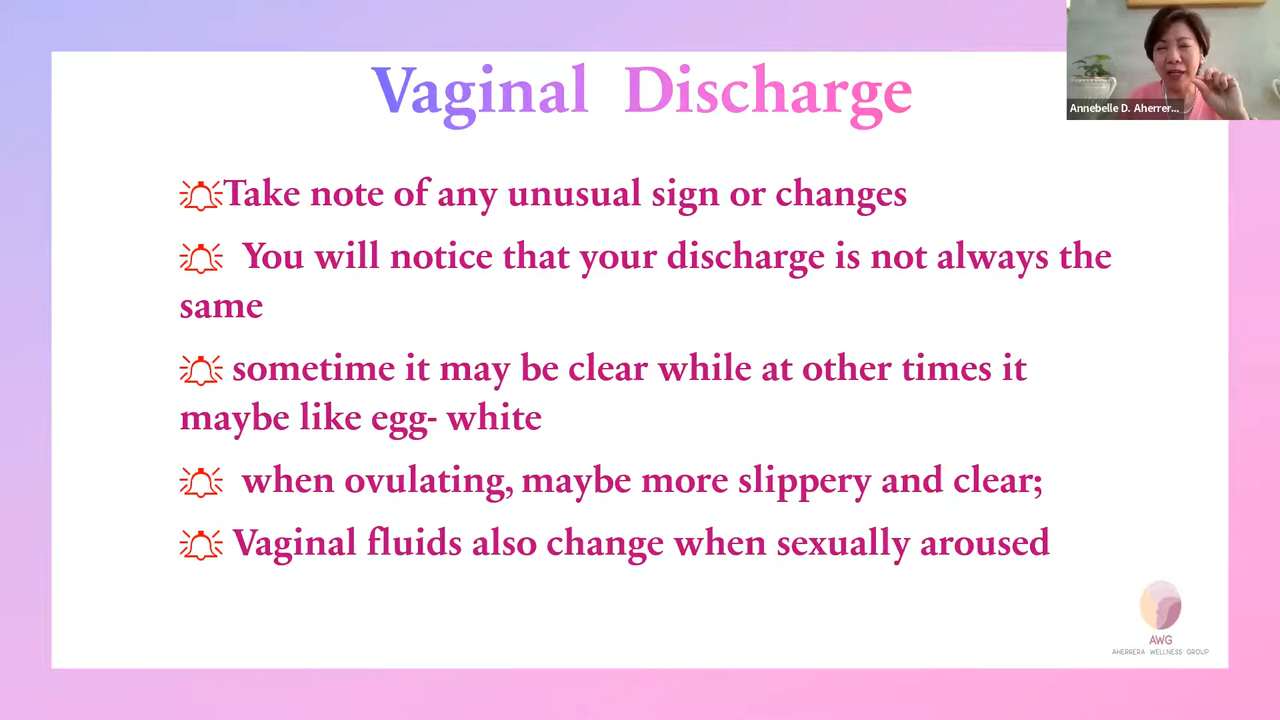 Vaginal Discharge
Annebelle D. Aherrer...
Take note of any unusual sign or changes
You will notice that your discharge is not always the
same
sometime it may be clear while at other times it
maybe like egg- white
when ovulating, maybe more slippery and clear;
Vaginal fluids also change when sexually aroused
AWG
AHERRERA WELLNESS GROUP